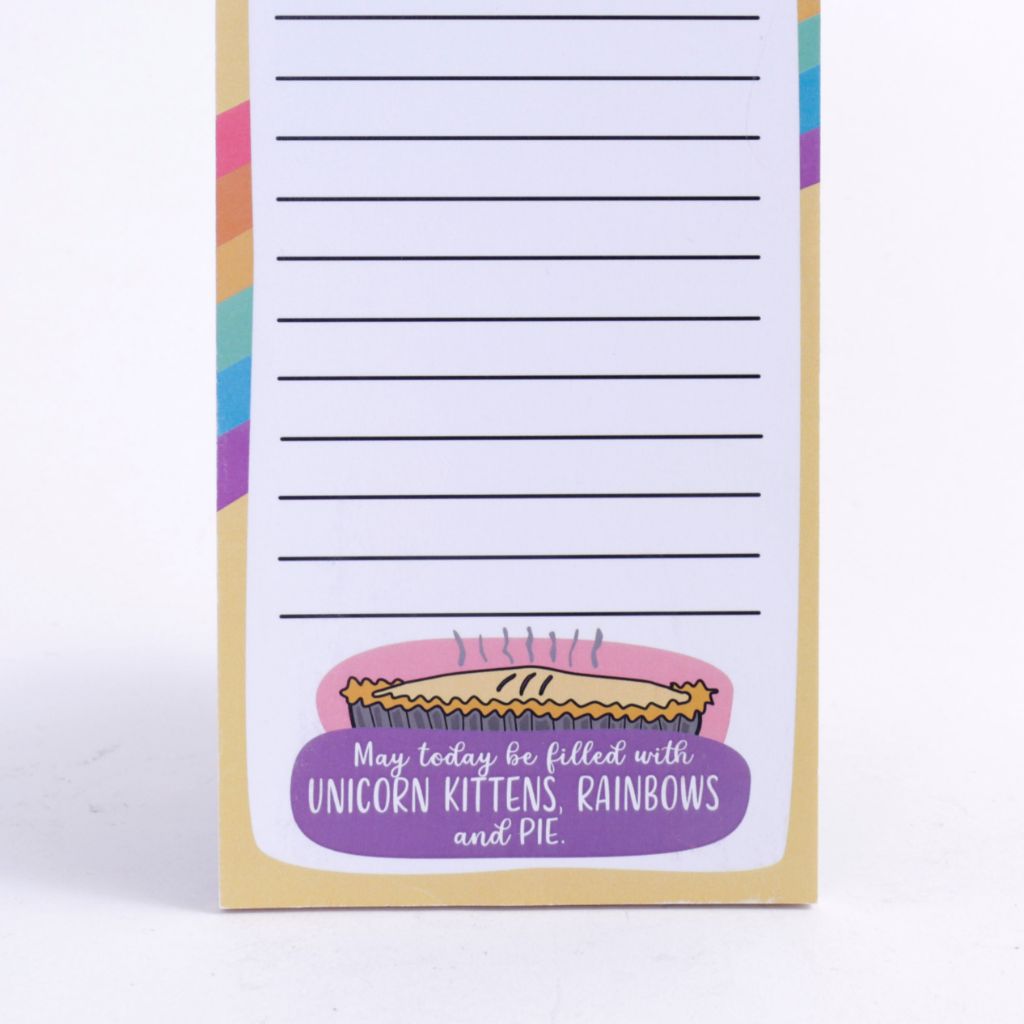 May today be filled with
UNICORN KITTENS, RAINBOWS
and PIE.